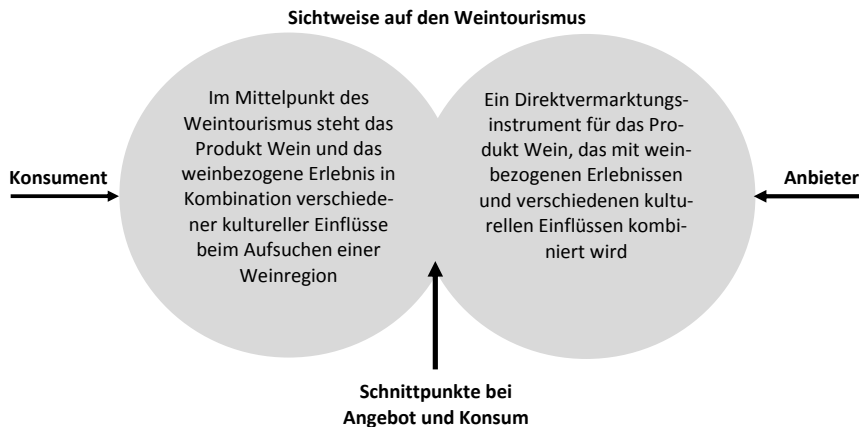 Sichtweise auf den Weintourismus
Konsument
Im Mittelpunkt des
Weintourismus steht das
Produkt Wein und das
weinbezogene Erlebnis in
Kombination verschiede-
ner kultureller Einflüsse
beim Aufsuchen einer
Weinregion
Ein Direktvermarktungs-
instrument für das Pro-
dukt Wein, das mit wein-
bezogenen Erlebnissen
und verschiedenen kultu-
rellen Einflüssen kombi-
niert wird
Anbieter
Schnittpunkte bei
Angebot und Konsum